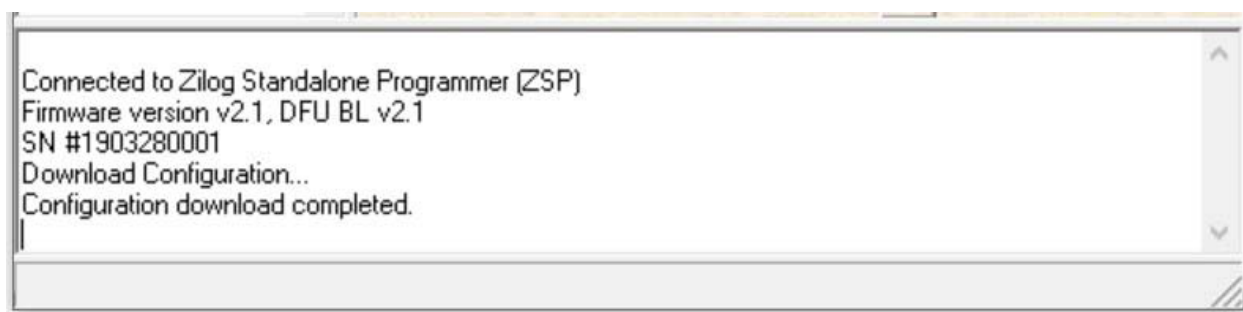 Connected to Zilog Standalone Programmer (ZSP)
Firmware version v2.1, DFU BL v2.1
SN #1903280001
Download Configuration...
Configuration download completed.